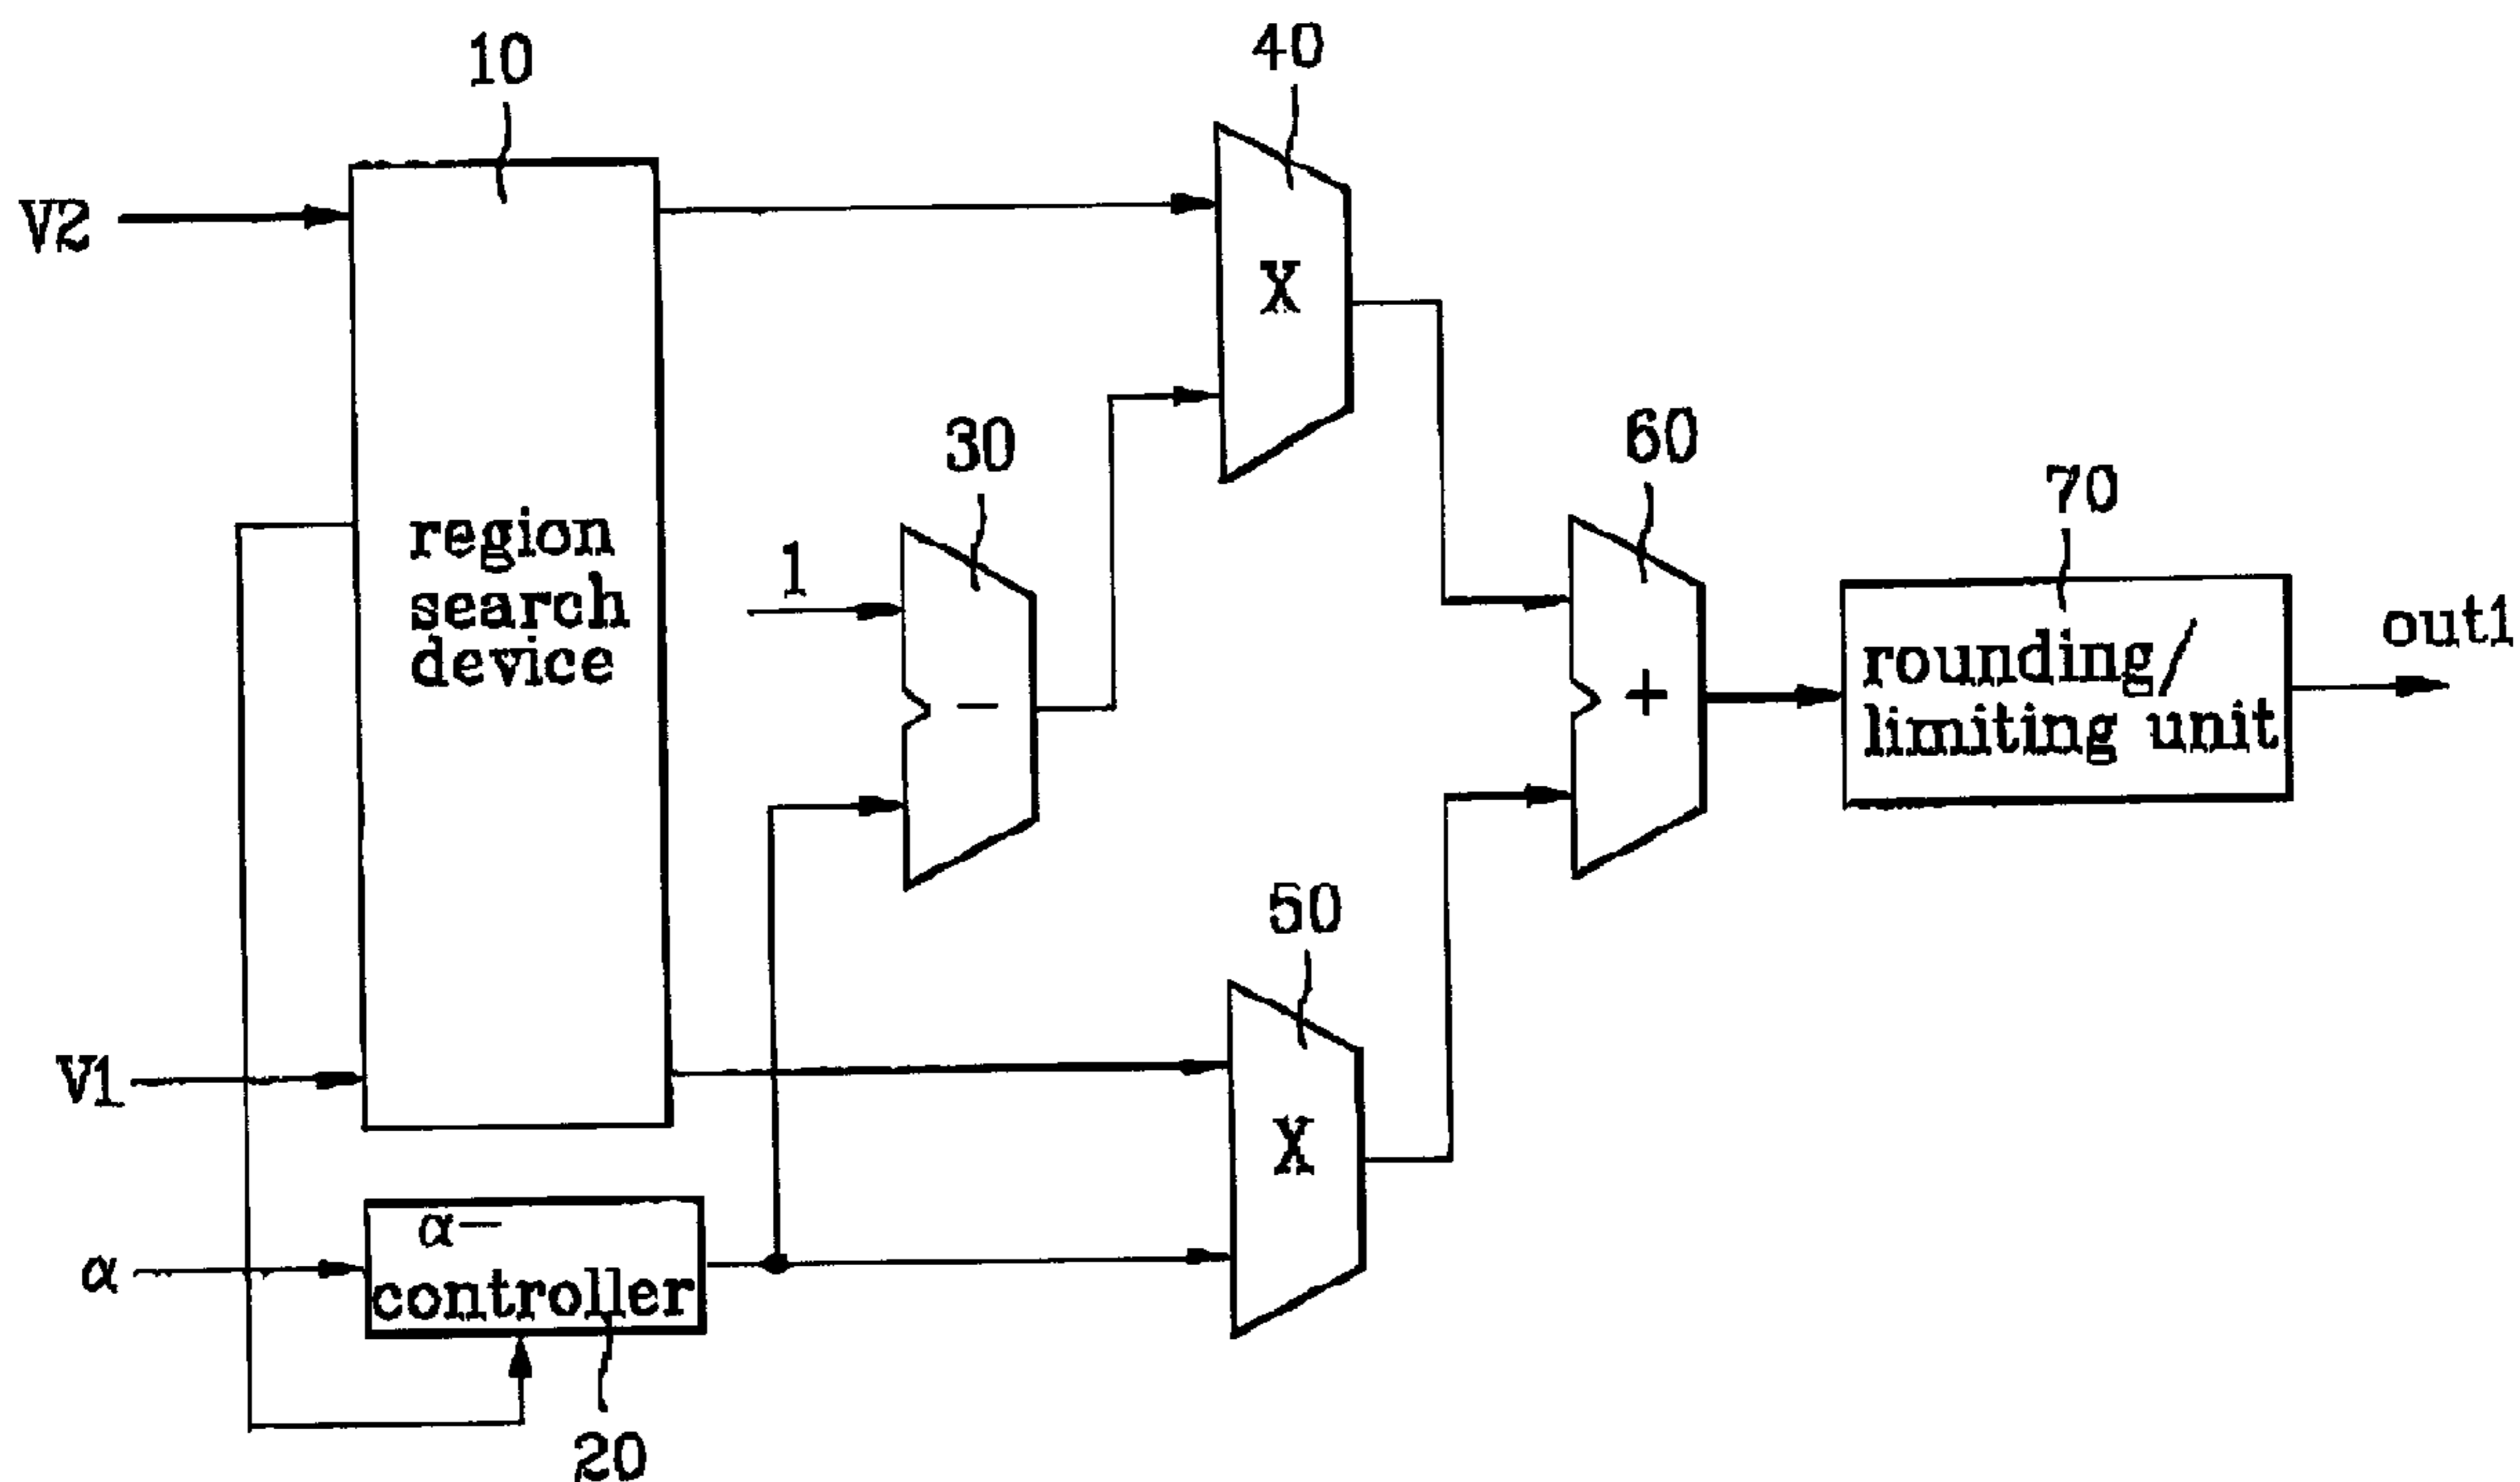 10
40
V2
30
60
70
1
region
search
device
X
−
+
rounding/
limiting unit
out1
50
V1
X
α
α−
controller
20